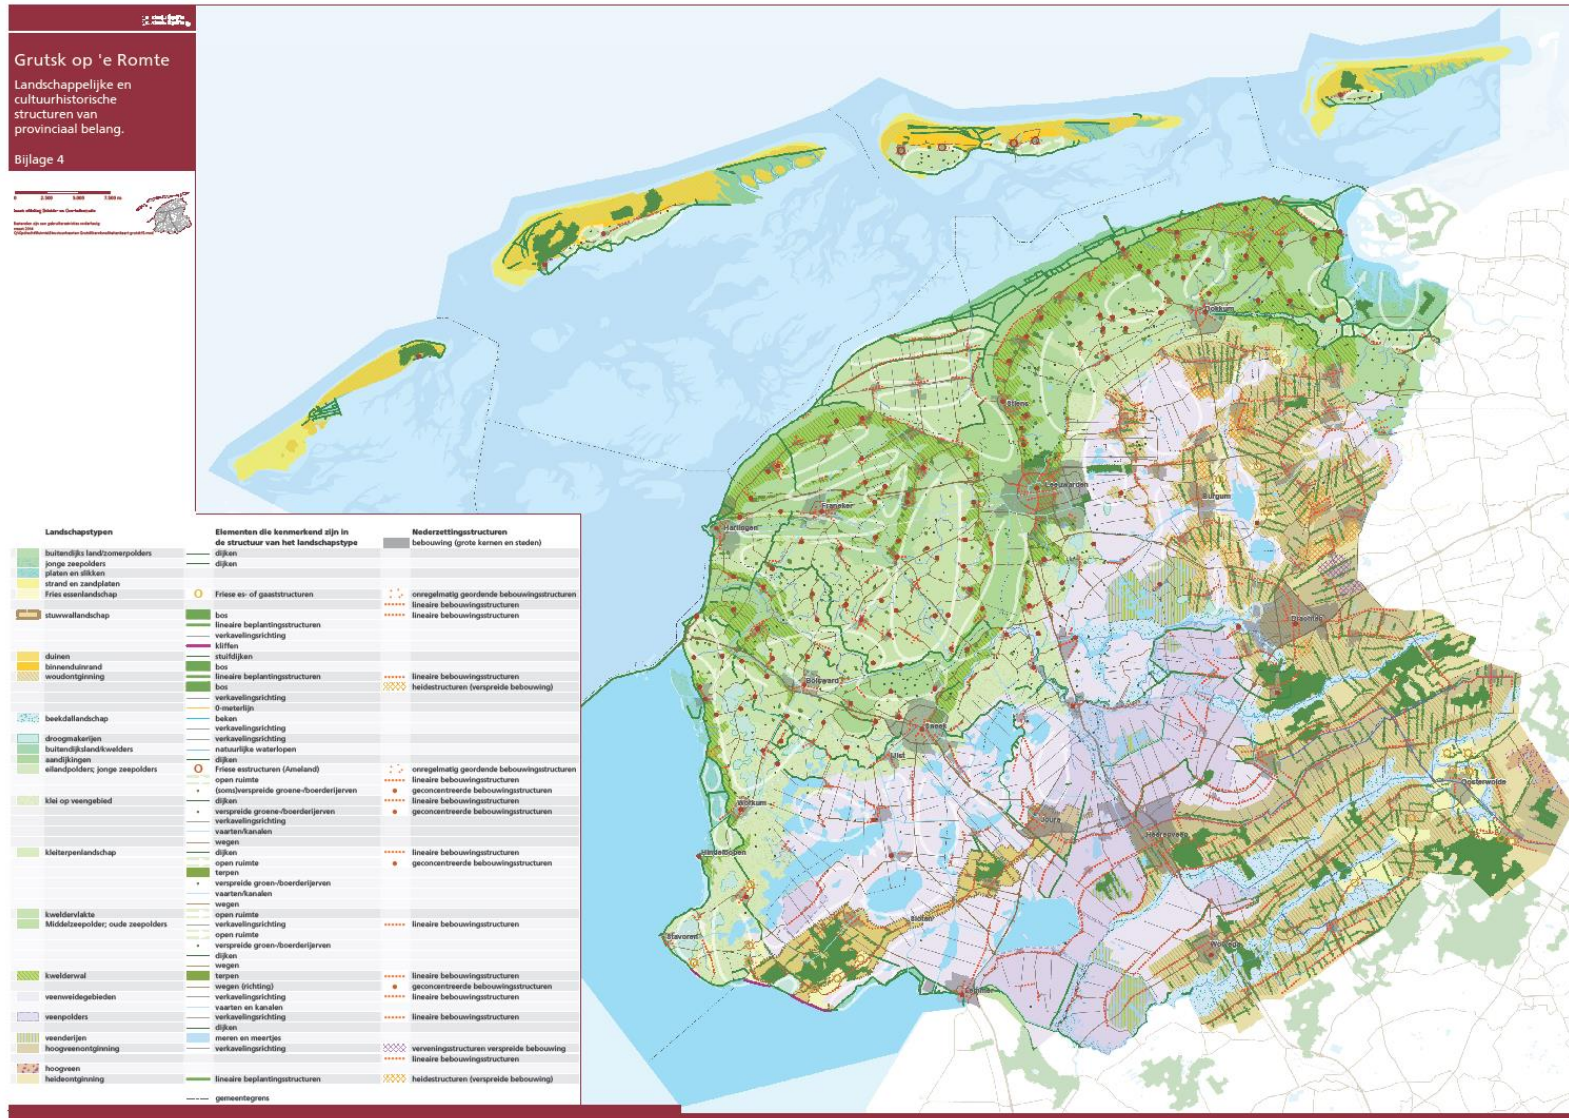 Grutsk op 'e Romte
Landschappelijke en
cultuurhistorische
structuren van
provinciaal belang.
Bijlage 4
0 2.500 5.000 7.500 m
Dokkum
Stiens
Leeuwarden
Burgum
Franeker
Harlingen
Drachten
Bolsward
Sneek
IJlst
Workum
Joure
Heerenveen
Oosterwolde
Hindeloopen
Sloten
Stavoren
Wolvega
Lemmer
Landschapstypen
buitendijks land/zomerpolders
jonge zeepolders
platen en slikken
strand en zandplaten
Fries essenlandschap
stuwwallandschap
duinen
binnenduinrand
woudontginning
beekdallandschap
droogmakerijen
buitendijksland/kwelders
aandijkingen
eilandpolders; jonge zeepolders
klei op veengebied
kleiterpenlandschap
kweldervlakte
Middelzeepolder; oude zeepolders
kwelderwal
veenweidegebieden
veenpolders
veenderijen
hoogveenontginning
hoogveen
heideontginning
Elementen die kenmerkend zijn in
de structuur van het landschapstype
dijken
dijken
Friese es- of gaaststructuren
bos
lineaire beplantingsstructuren
verkavelingsrichting
kliffen
stuifdijken
bos
lineaire beplantingsstructuren
bos
verkavelingsrichting
0-meterlijn
beken
verkavelingsrichting
verkavelingsrichting
natuurlijke waterlopen
dijken
Friese esstructuren (Ameland)
open ruimte
(soms)verspreide groene-/boerderijerven
dijken
verspreide groene-/boerderijerven
verkavelingsrichting
vaarten/kanalen
wegen
dijken
open ruimte
terpen
verspreide groen-/boerderijerven
vaarten/kanalen
wegen
open ruimte
verkavelingsrichting
open ruimte
verspreide groen-/boerderijerven
dijken
wegen
terpen
wegen (richting)
verkavelingsrichting
vaarten en kanalen
verkavelingsrichting
dijken
meren en meertjes
verkavelingsrichting
lineaire beplantingsstructuren
gemeentegrens
Nederzettingsstructuren
bebouwing (grote kernen en steden)
onregelmatig geordende bebouwingsstructuren
lineaire bebouwingsstructuren
lineaire bebouwingsstructuren
lineaire bebouwingsstructuren
heidestructuren (verspreide bebouwing)
onregelmatig geordende bebouwingsstructuren
lineaire bebouwingsstructuren
geconcentreerde bebouwingsstructuren
lineaire bebouwingsstructuren
geconcentreerde bebouwingsstructuren
lineaire bebouwingsstructuren
geconcentreerde bebouwingsstructuren
lineaire bebouwingsstructuren
lineaire bebouwingsstructuren
geconcentreerde bebouwingsstructuren
lineaire bebouwingsstructuren
lineaire bebouwingsstructuren
verveningsstructuren verspreide bebouwing
lineaire bebouwingsstructuren
heidestructuren (verspreide bebouwing)